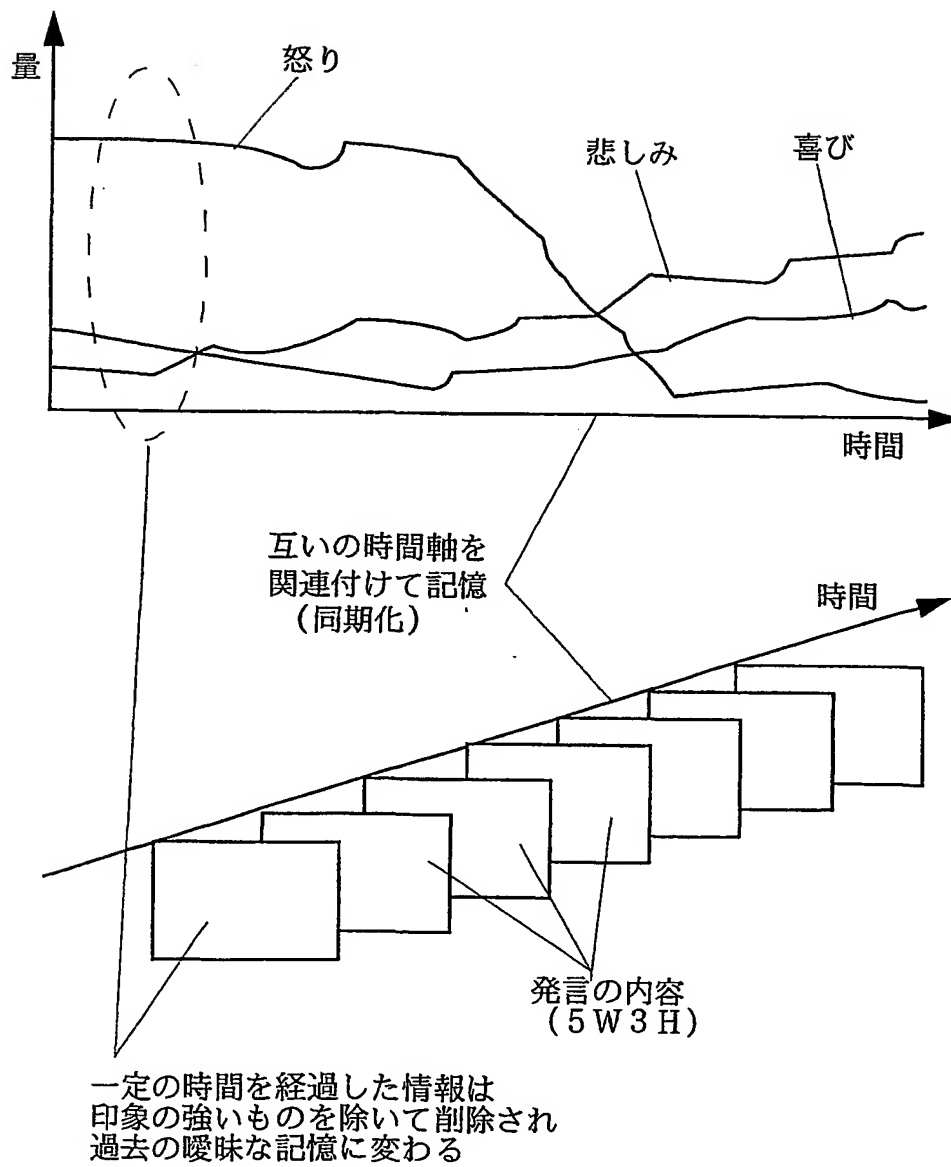 量
怒り
悲しみ
喜び
時間
互いの時間軸を
関連付けて記憶
(同期化)
時間
発言の内容
(5W3H)
一定の時間を経過した情報は
印象の強いものを除いて削除され
過去の曖昧な記憶に変わる